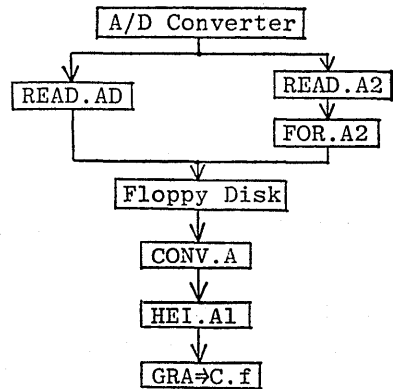 A/D Converter
READ.AD
READ.A2
FOR.A2
Floppy Disk
CONV.A
HEI.A1
GRA⇒C.f